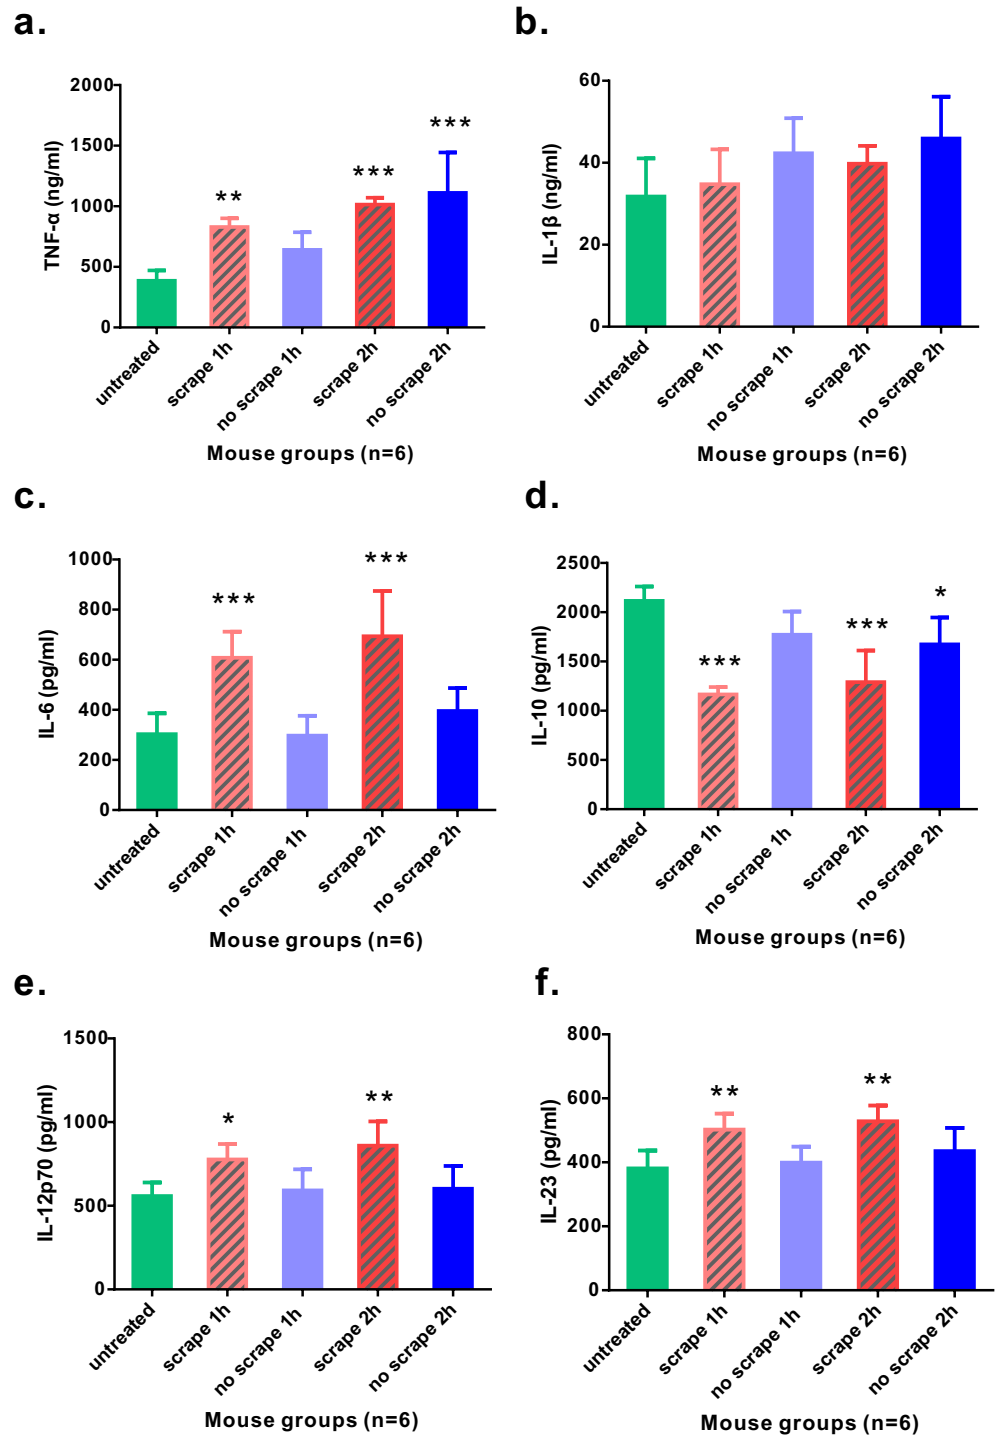 a.
TNF-α (ng/ml)
2000
1500
1000
500
0
**
***
***
untreated
scrape 1h
no scrape 1h
scrape 2h
no scrape 2h
Mouse groups (n=6)
b.
IL-1β (ng/ml)
60
40
20
0
untreated
scrape 1h
no scrape 1h
scrape 2h
no scrape 2h
Mouse groups (n=6)
c.
IL-6 (pg/ml)
1000
800
600
400
200
0
***
***
untreated
scrape 1h
no scrape 1h
scrape 2h
no scrape 2h
Mouse groups (n=6)
d.
IL-10 (pg/ml)
2500
2000
1500
1000
500
0
***
***
*
untreated
scrape 1h
no scrape 1h
scrape 2h
no scrape 2h
Mouse groups (n=6)
e.
IL-12p70 (pg/ml)
1500
1000
500
0
*
**
untreated
scrape 1h
no scrape 1h
scrape 2h
no scrape 2h
Mouse groups (n=6)
f.
IL-23 (pg/ml)
800
600
400
200
0
**
**
untreated
scrape 1h
no scrape 1h
scrape 2h
no scrape 2h
Mouse groups (n=6)